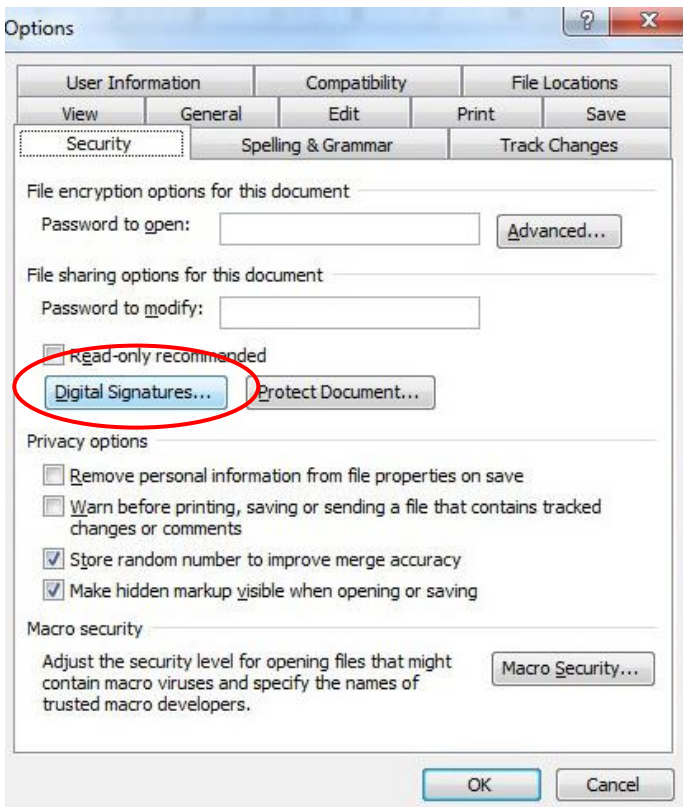 Options
User Information Compatibility File Locations
View General Edit Print Save
Security Spelling & Grammar Track Changes
File encryption options for this document
Password to open: Advanced...
File sharing options for this document
Password to modify:
Read-only recommended
Digital Signatures... Protect Document...
Privacy options
Remove personal information from file properties on save
Warn before printing, saving or sending a file that contains tracked
changes or comments
Store random number to improve merge accuracy
Make hidden markup visible when opening or saving
Macro security
Adjust the security level for opening files that might
contain macro viruses and specify the names of
trusted macro developers.
Macro Security...
OK Cancel